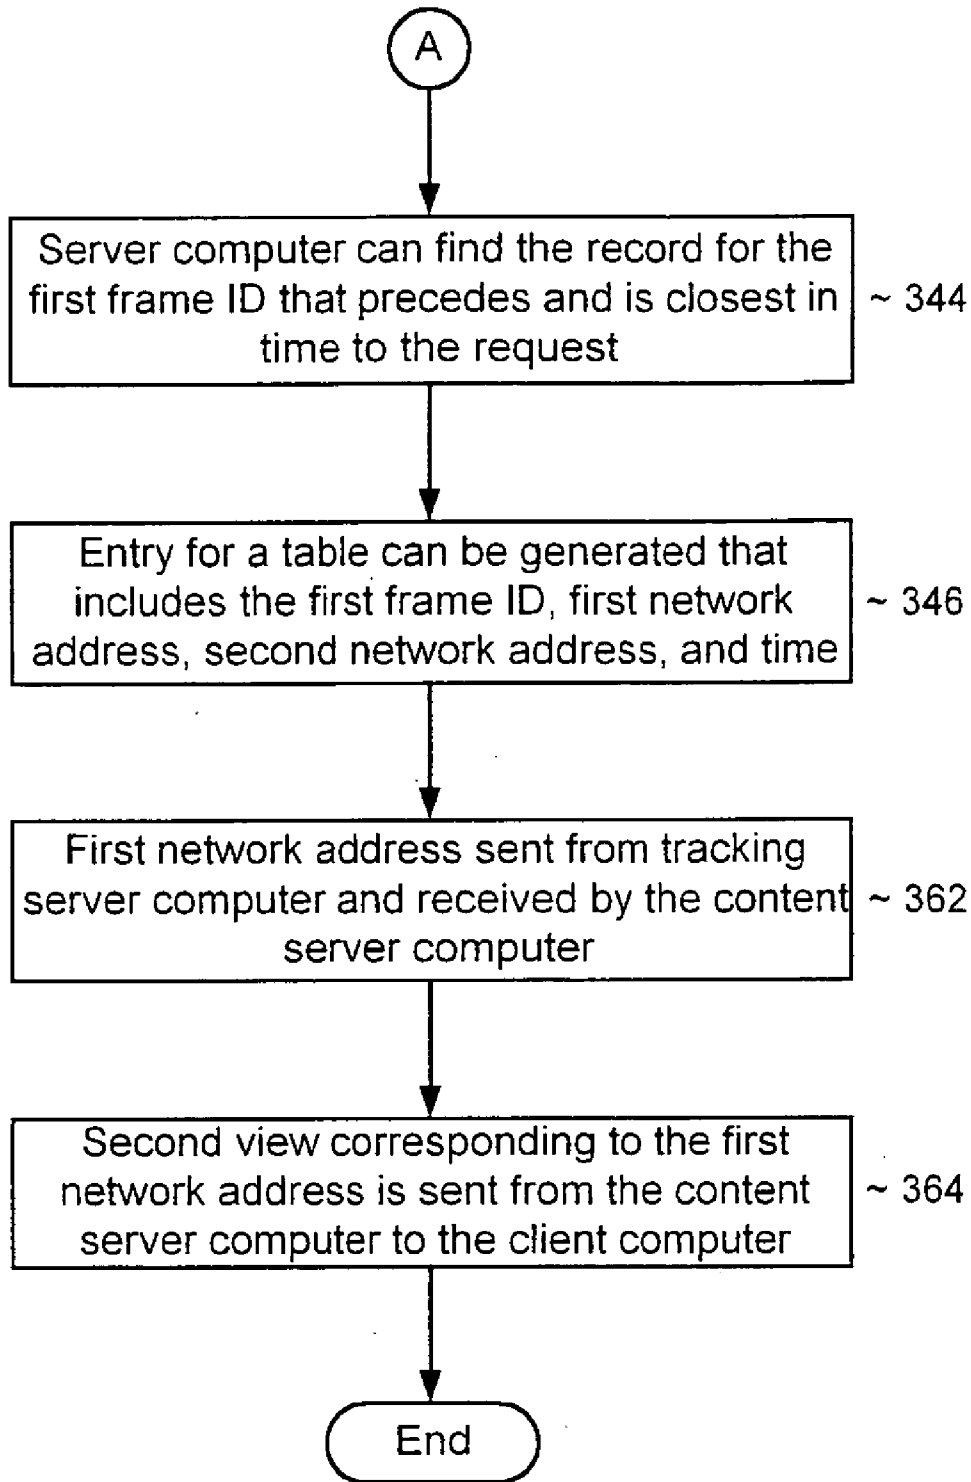 A
Server computer can find the record for the
first frame ID that precedes and is closest in
time to the request
~ 344
Entry for a table can be generated that
includes the first frame ID, first network
address, second network address, and time
~ 346
First network address sent from tracking
server computer and received by the content
server computer
~ 362
Second view corresponding to the first
network address is sent from the content
server computer to the client computer
~ 364
End